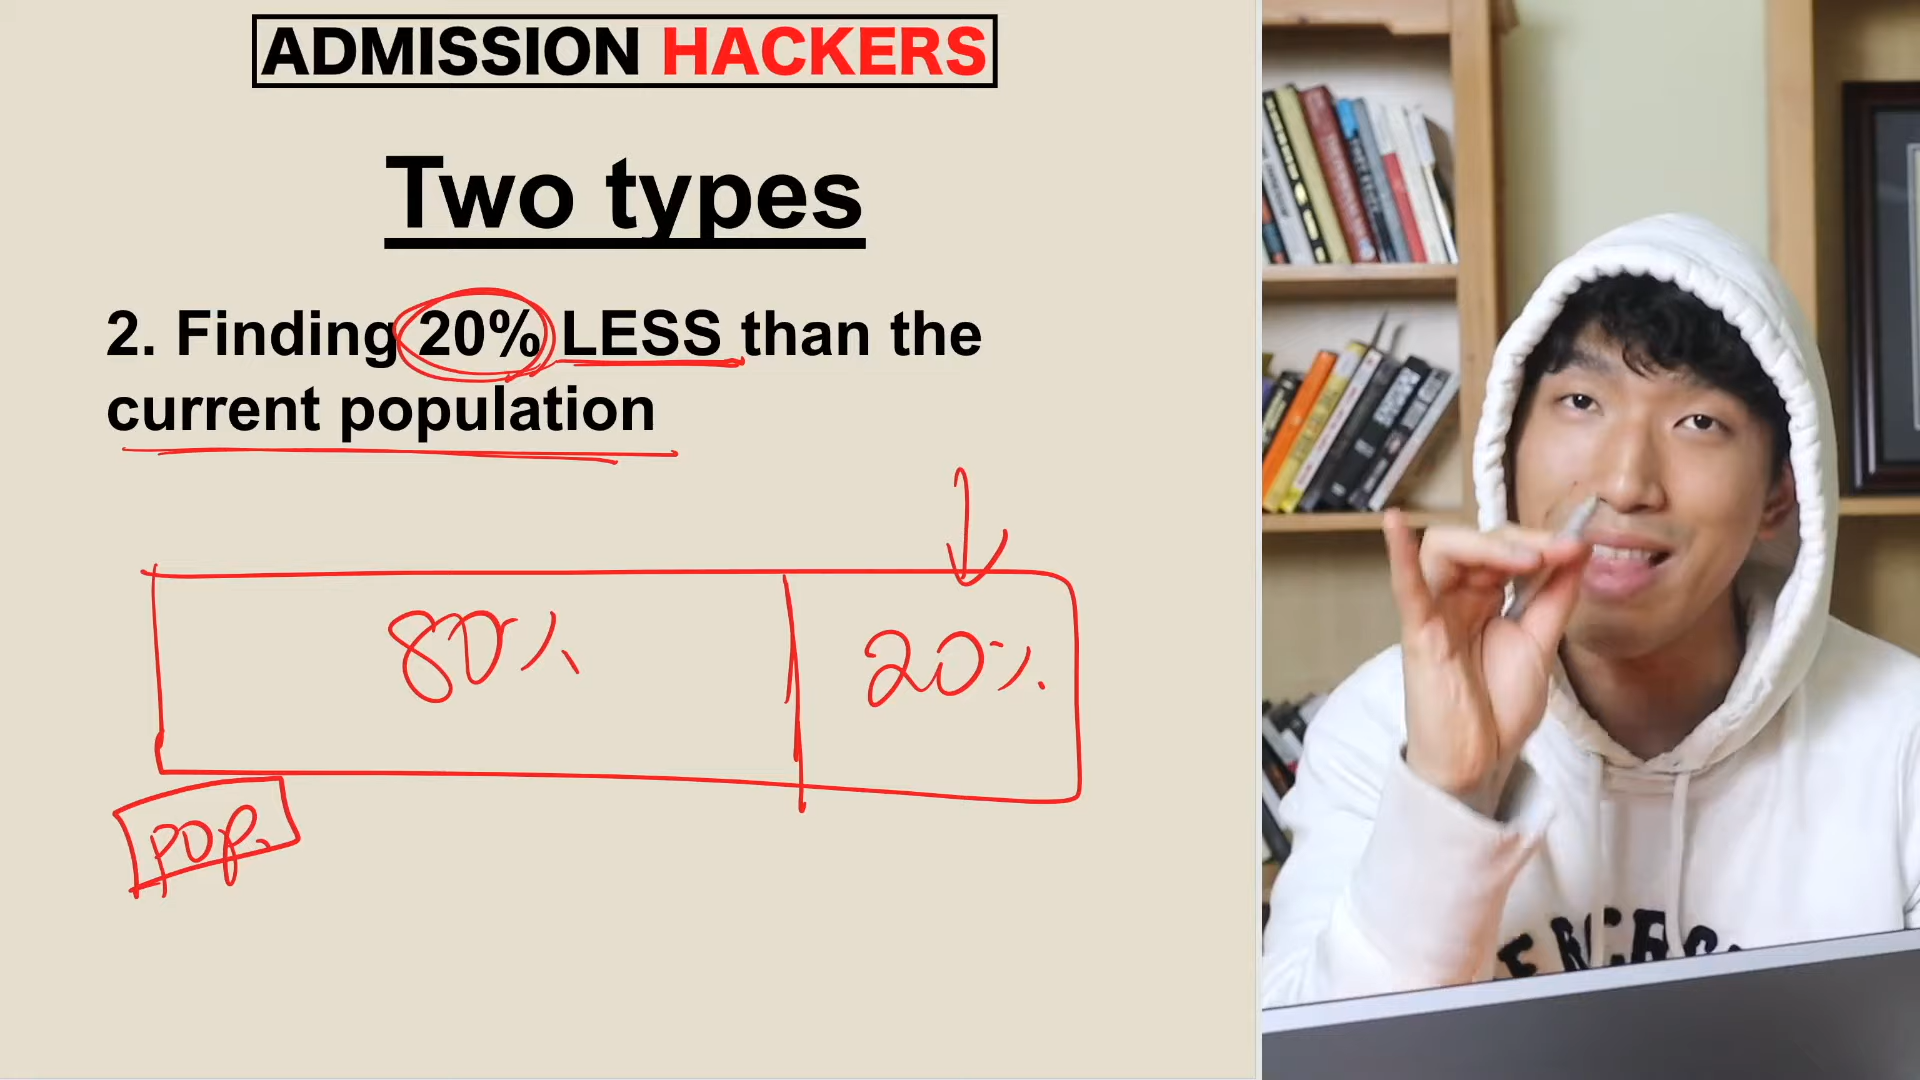 ADMISSION HACKERS
Two types
2. Finding 20% LESS than the
current population
80%
20%
pop.